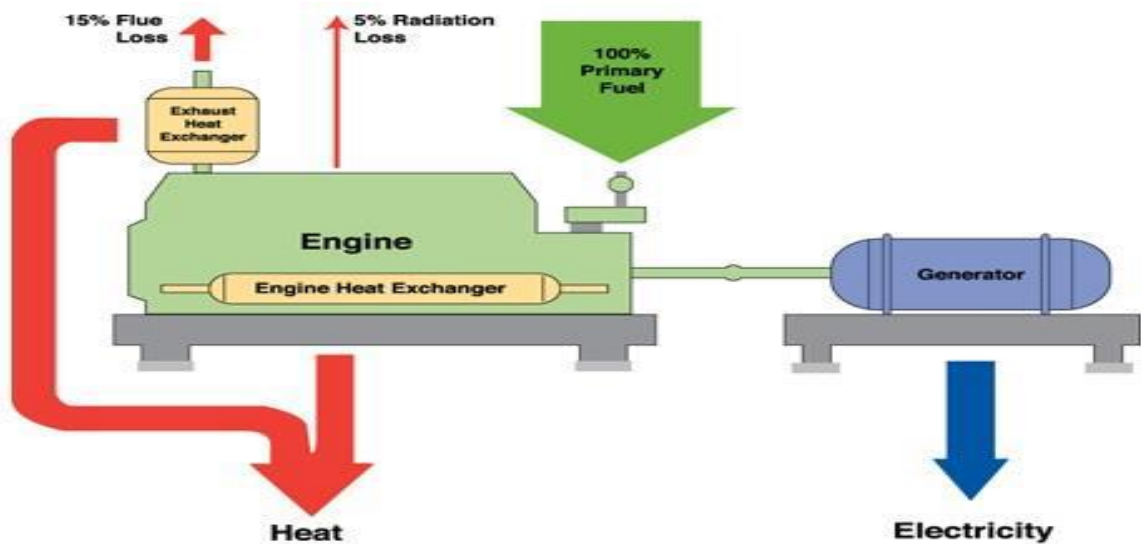 15% Flue
Loss
5% Radiation
Loss
100%
Primary
Fuel
Exhaust
Heat
Exchanger
Engine
Engine Heat Exchanger
Generator
Heat
Electricity